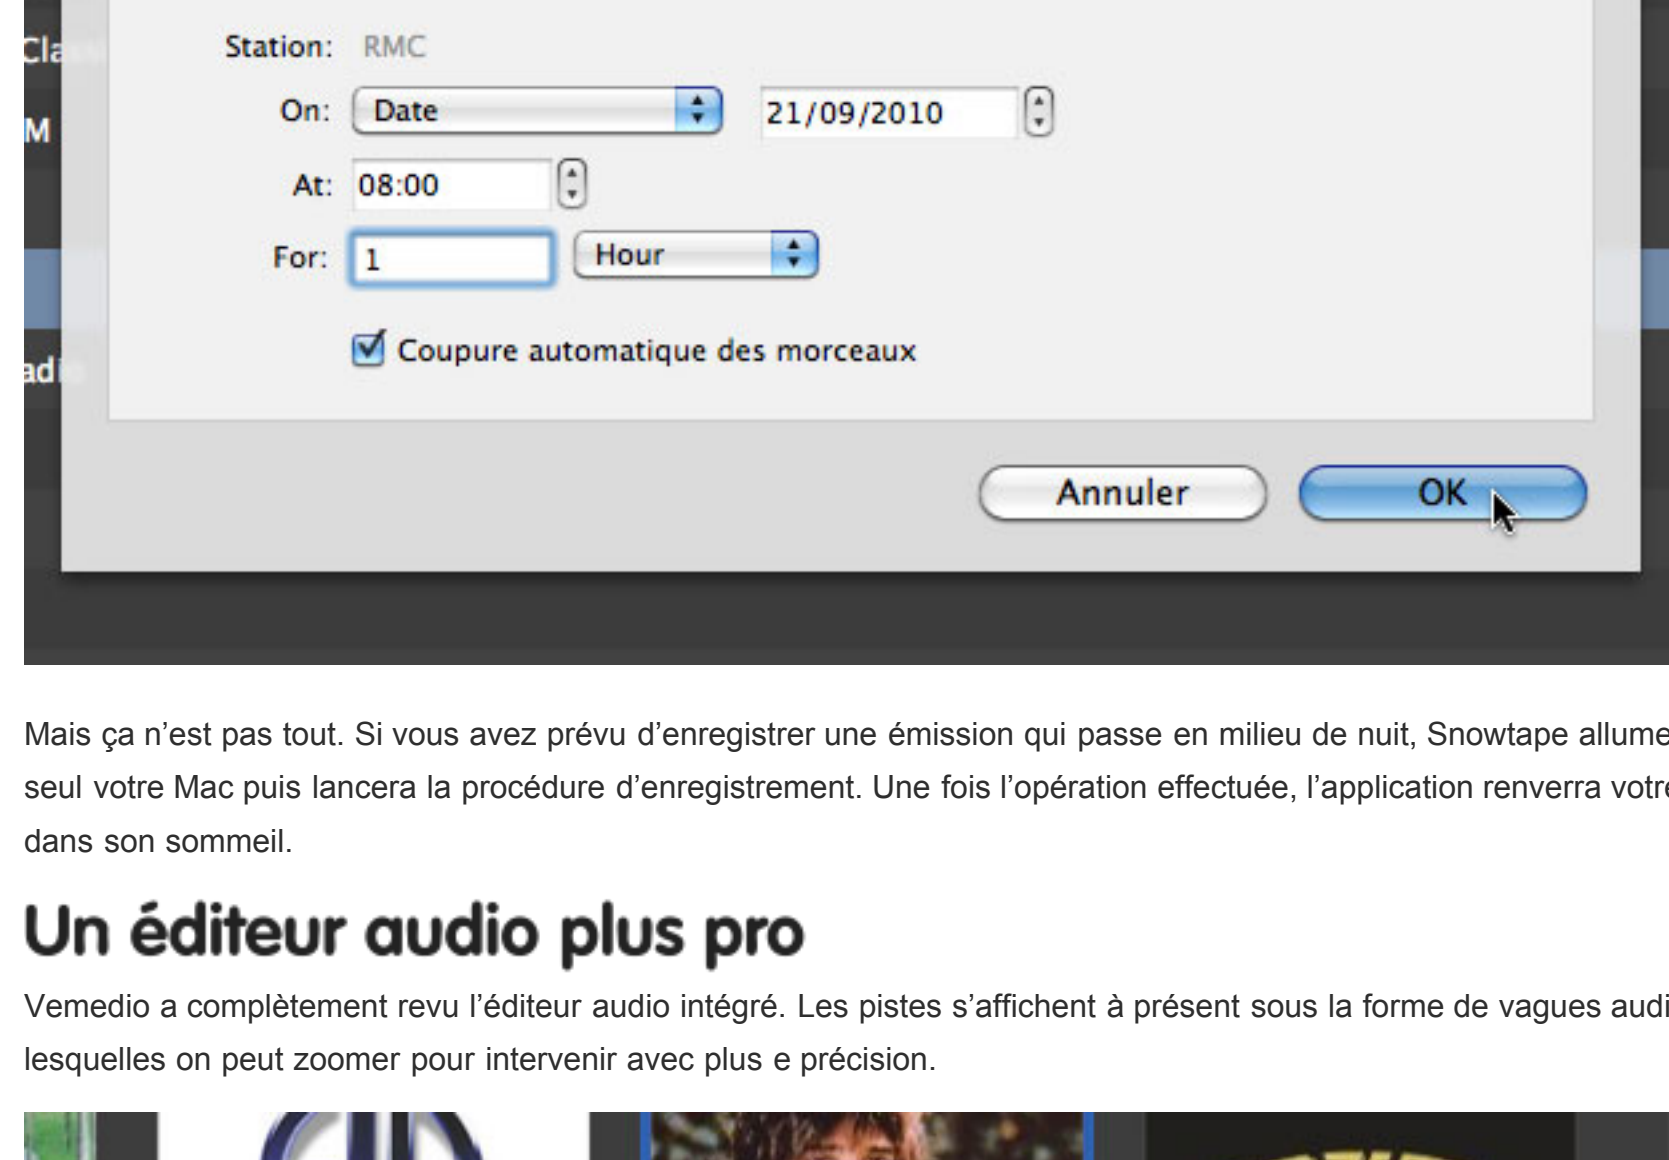 Cla
Station: RMC
On: Date 21/09/2010
M
At: 08:00
For: 1 Hour
Coupure automatique des morceaux
adi
Annuler OK
Mais ça n’est pas tout. Si vous avez prévu d’enregistrer une émission qui passe en milieu de nuit, Snowtape allume
seul votre Mac puis lancera la procédure d’enregistrement. Une fois l’opération effectuée, l’application renverra votre
dans son sommeil.
Un éditeur audio plus pro
Vemedio a complètement revu l’éditeur audio intégré. Les pistes s’affichent à présent sous la forme de vagues audi
lesquelles on peut zoomer pour intervenir avec plus e précision.